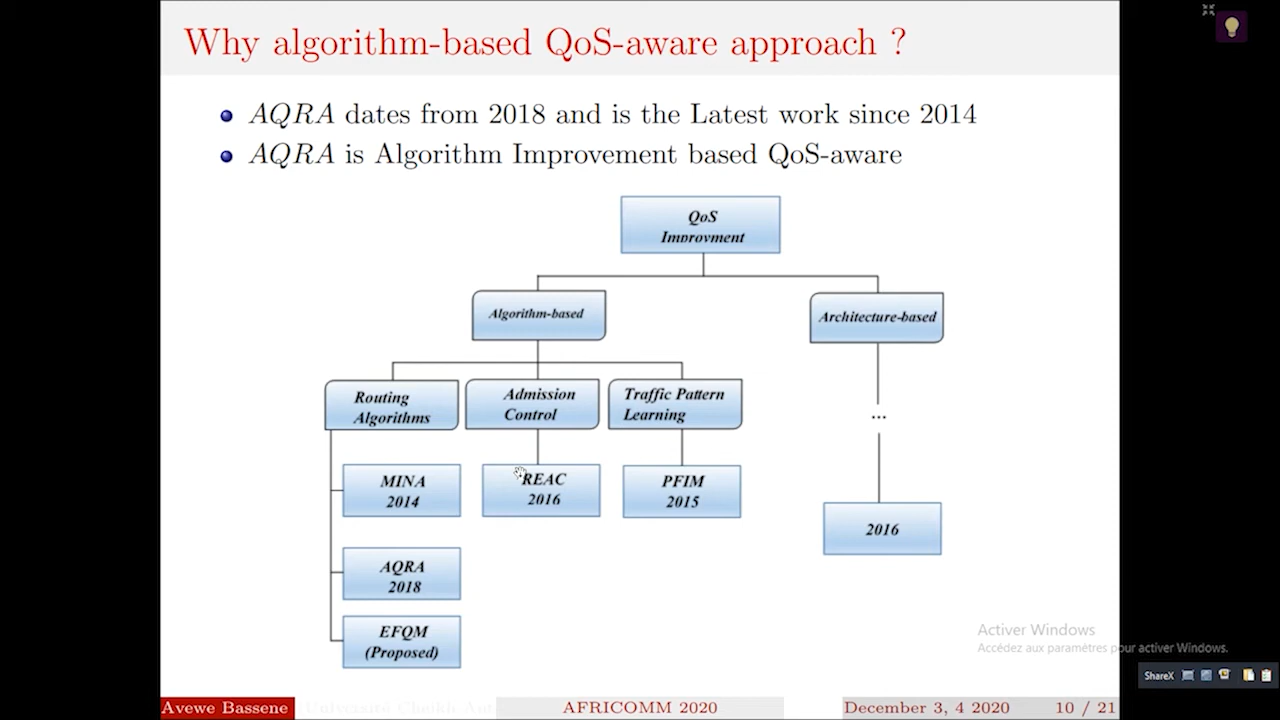 Why algorithm-based QoS-aware approach ?
AQRA dates from 2018 and is the Latest work since 2014
AQRA is Algorithm Improvement based QoS-aware
QoS
Improvment
Algorithm-based
Architecture-based
Routing
Algorithms
Admission
Control
Traffic Pattern
Learning
...
MINA
2014
REAC
2016
PFIM
2015
2016
AQRA
2018
EFQM
(Proposed)
Activer Windows
Accédez aux paramètres pour activer Windows.
ShareX
Avewe Bassene
Université Cheikh Ant
AFRICOMM 2020
December 3, 4 2020
10 / 21